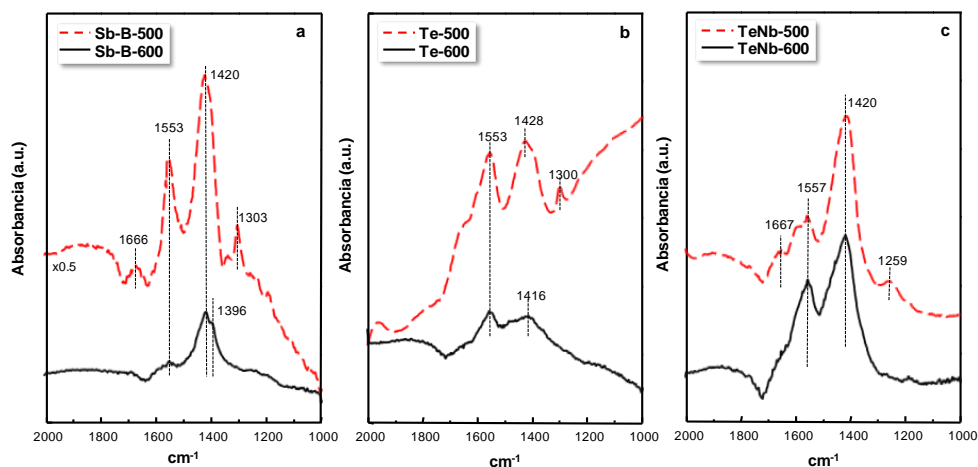 Sb-B-500
Sb-B-600
a
1420
1553
1303
1666
x0.5
1396
Absorbancia (a.u.)
2000 1800 1600 1400 1200 1000
cm-1
Te-500
Te-600
b
1553
1428
1300
1416
Absorbancia (a.u.)
2000 1800 1600 1400 1200 1000
cm-1
TeNb-500
TeNb-600
c
1420
1557
1667
1259
Absorbancia (a.u.)
2000 1800 1600 1400 1200 1000
cm-1